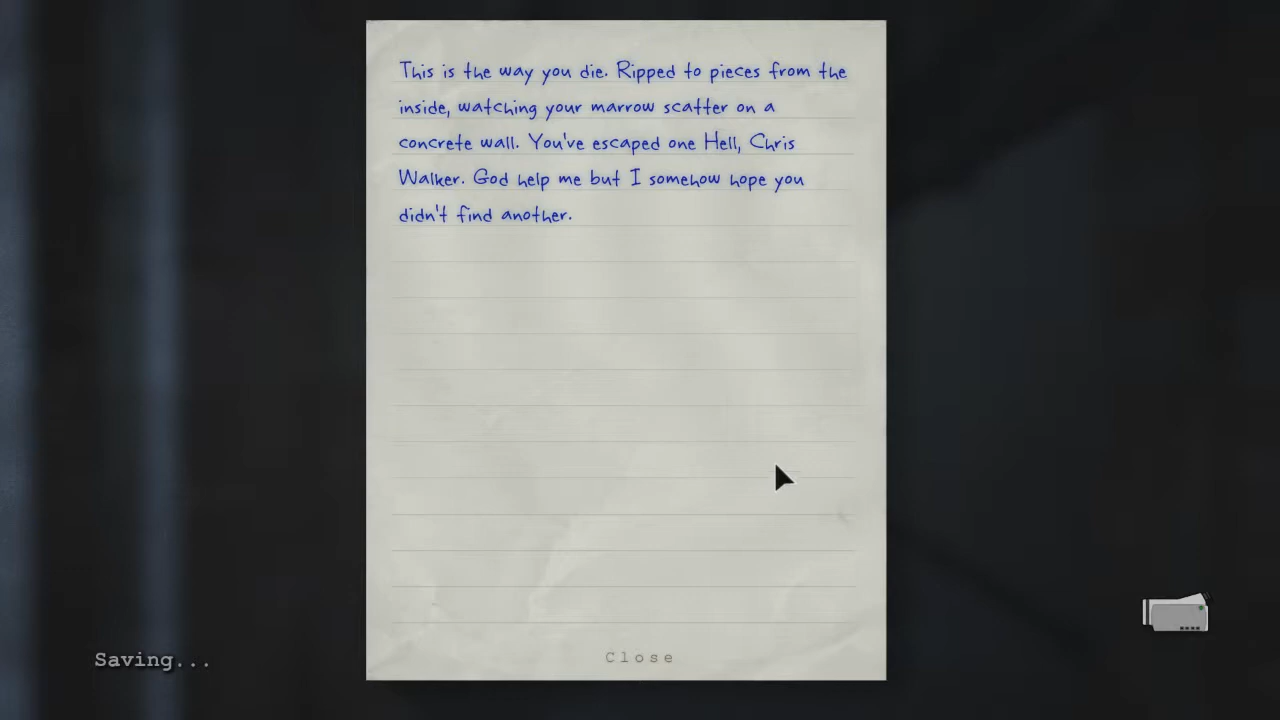 This is the way you die. Ripped to pieces from the
inside, watching your marrow scatter on a
concrete wall. You've escaped one Hell, Chris
Walker. God help me but I somehow hope you
didn't find another.
Close
Saving...